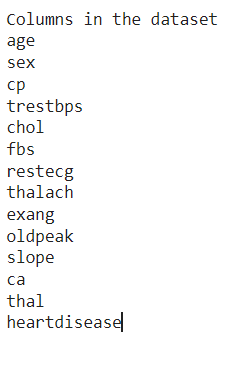 Columns in the dataset
age
sex
cp
trestbps
chol
fbs
restecg
thalach
exang
oldpeak
slope
ca
thal
heartdisease